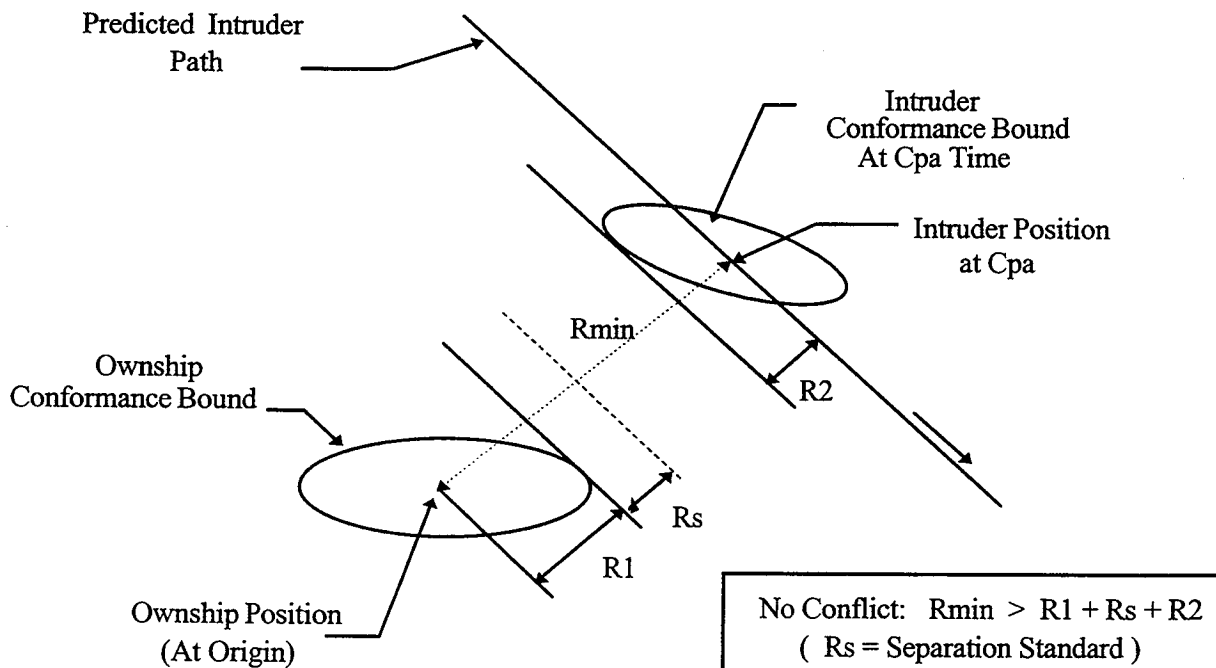 Predicted Intruder
Path
Intruder
Conformance Bound
At Cpa Time
Intruder Position
at Cpa
Rmin
Ownship
Conformance Bound
R2
Rs
R1
Ownship Position
(At Origin)
No Conflict: Rmin > R1 + Rs + R2
( Rs = Separation Standard )